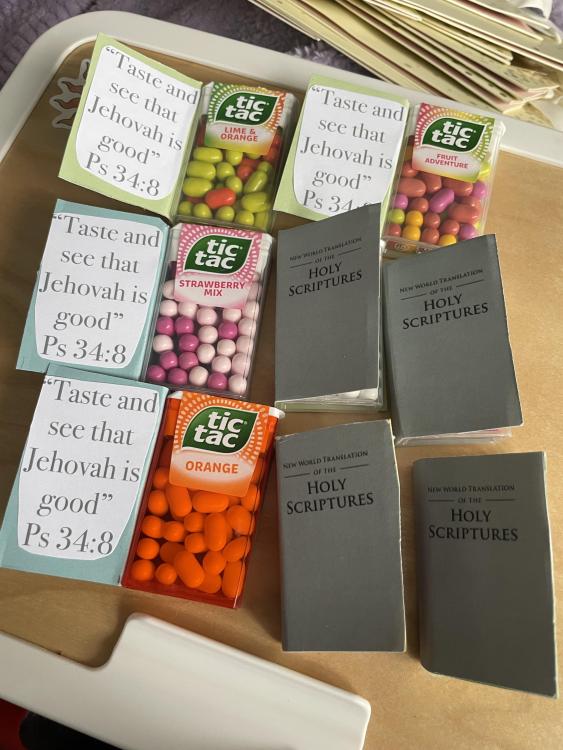 “Taste and
see that
Jehovah is
good”
Ps 34:8
tic
tac
LIME &
ORANGE
“Taste and
see that
Jehovah is
good”
Ps 34:8
tic
tac
FRUIT
ADVENTURE
“Taste and
see that
Jehovah is
good”
Ps 34:8
tic
tac
STRAWBERRY
MIX
NEW WORLD TRANSLATION
OF THE
HOLY
SCRIPTURES
NEW WORLD TRANSLATION
OF THE
HOLY
SCRIPTURES
“Taste and
see that
Jehovah is
good”
Ps 34:8
tic
tac
ORANGE
NEW WORLD TRANSLATION
OF THE
HOLY
SCRIPTURES
NEW WORLD TRANSLATION
OF THE
HOLY
SCRIPTURES